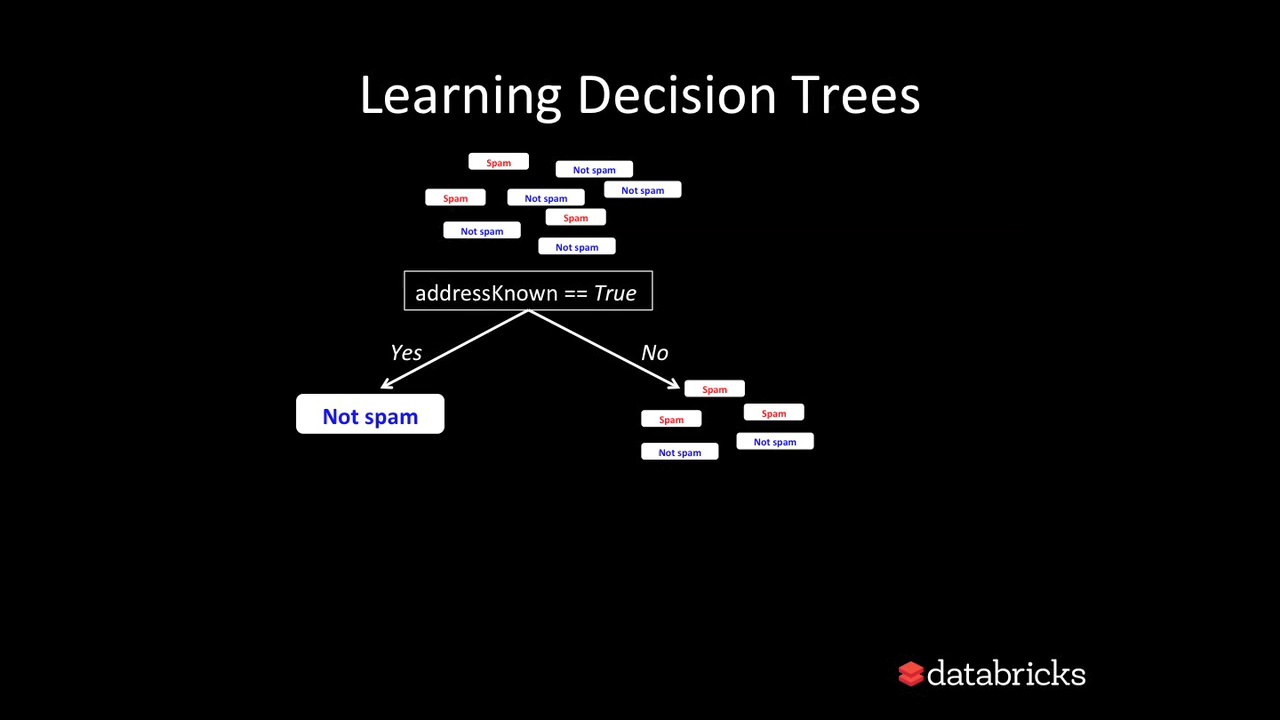 Learning Decision Trees
Spam
Not spam
Not spam
Spam
Not spam
Spam
Not spam
Not spam
addressKnown == True
Yes
No
Spam
Not spam
Spam
Spam
Not spam
Not spam
databricks